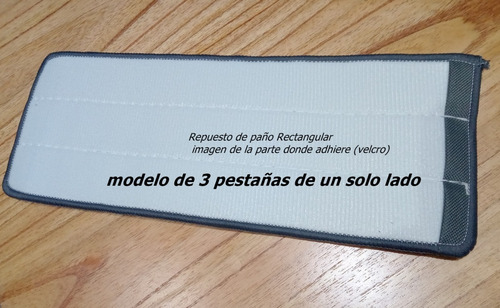 Repuesto de paño Rectangular
imagen de la parte donde adhiere (velcro)
modelo de 3 pestañas de un solo lado